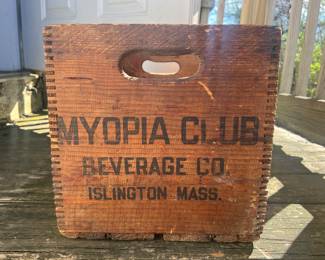 MYOPIA CLUB.
BEVERAGE CO.
ISLINGTON MASS.